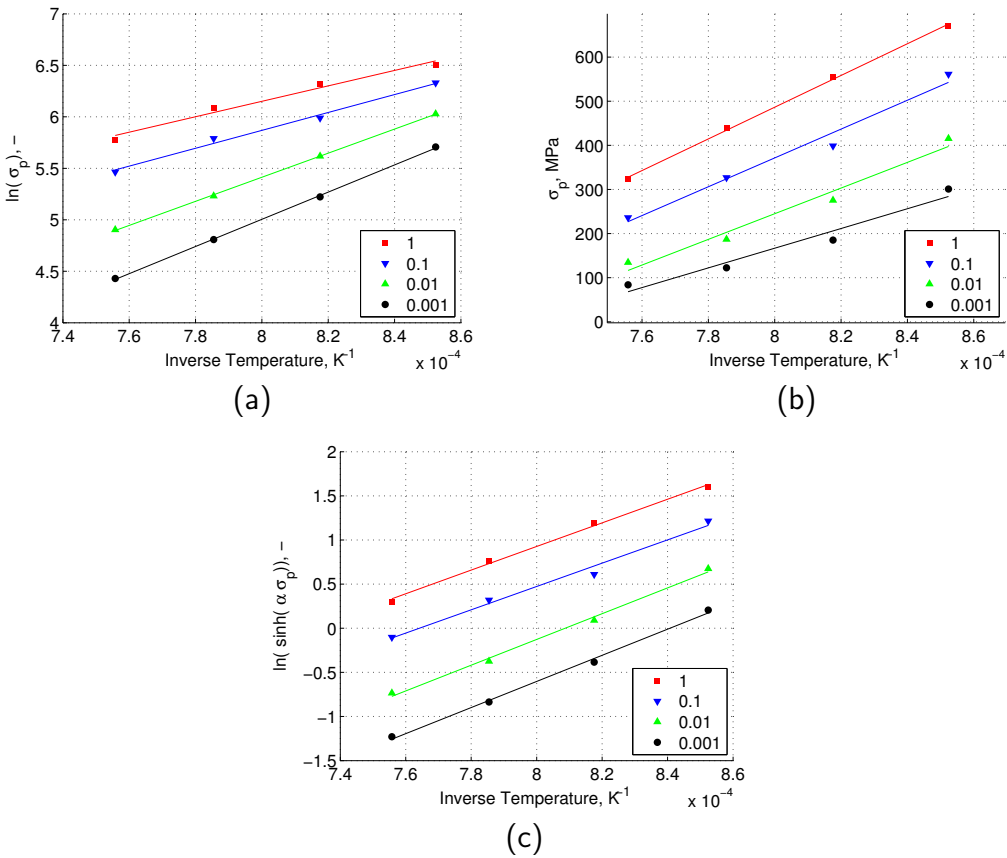 7
6.5
6
5.5
5
4.5
4
ln( σp), −
7.4 7.6 7.8 8 8.2 8.4 8.6
Inverse Temperature, K-1
x 10−4
1
0.1
0.01
0.001
(a)
600
500
400
300
200
100
0
σp, MPa
7.6 7.8 8 8.2 8.4 8.6
Inverse Temperature, K-1
x 10−4
1
0.1
0.01
0.001
(b)
2
1.5
1
0.5
0
−0.5
−1
−1.5
ln( sinh( α σp)), −
7.4 7.6 7.8 8 8.2 8.4 8.6
Inverse Temperature, K-1
x 10−4
1
0.1
0.01
0.001
(c)